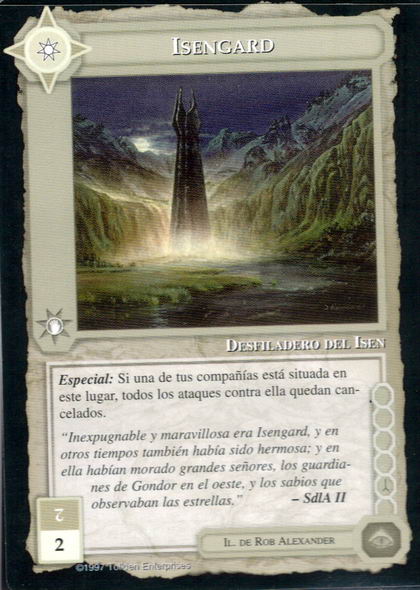 ISENGARD
DESFILADERO DEL ISEN
Especial: Si una de tus compañías está situada en
este lugar, todos los ataques contra ella quedan can-
celados.
“Inexpugnable y maravillosa era Isengard, y en
otros tiempos también había sido hermosa; y en
ella habían morado grandes señores, los guardia-
nes de Gondor en el oeste, y los sabios que
observaban las estrellas.” – SdlA II
2
2
IL. DE ROB ALEXANDER
©1997 Tolkien Enterprises